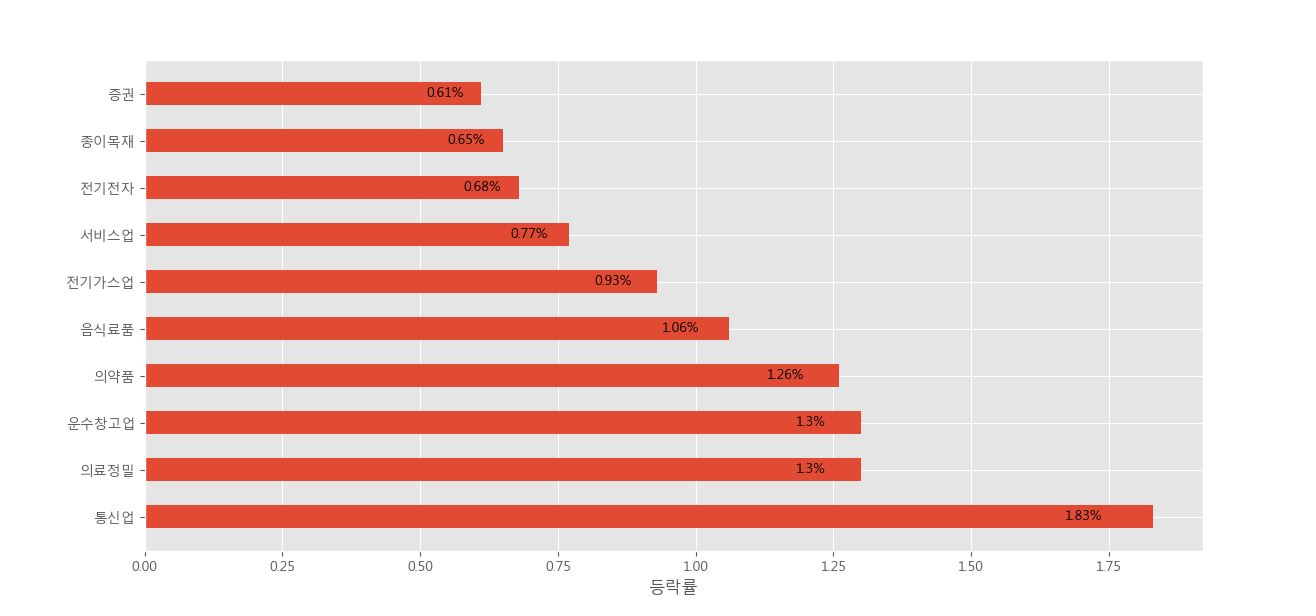 증권 0.61%
종이목재 0.65%
전기전자 0.68%
서비스업 0.77%
전기가스업 0.93%
음식료품 1.06%
의약품 1.26%
운수창고업 1.3%
의료정밀 1.3%
통신업 1.83%
0.00 0.25 0.50 0.75 1.00 1.25 1.50 1.75
등락률